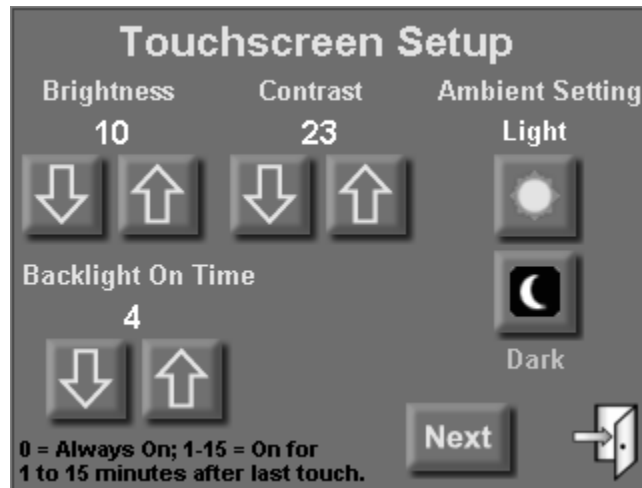 Touchscreen Setup
Brightness Contrast Ambient Setting
10 23 Light
Backlight On Time
4
Dark
0 = Always On; 1-15 = On for
1 to 15 minutes after last touch.
Next